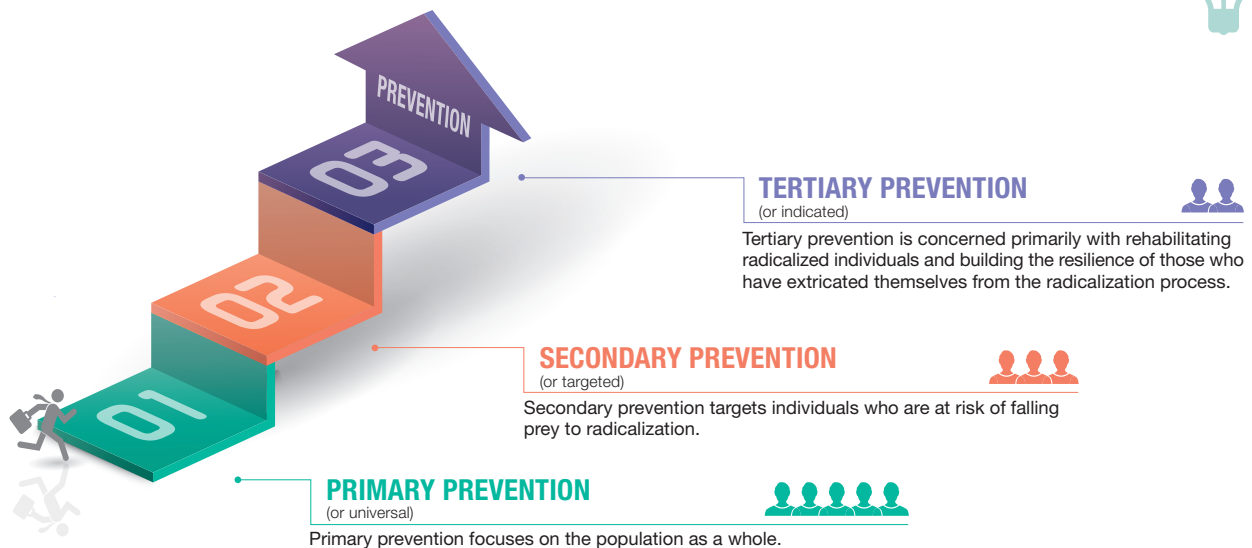 PREVENTION
03
TERTIARY PREVENTION
(or indicated)
Tertiary prevention is concerned primarily with rehabilitating
radicalized individuals and building the resilience of those who
have extricated themselves from the radicalization process.
02
SECONDARY PREVENTION
(or targeted)
Secondary prevention targets individuals who are at risk of falling
prey to radicalization.
01
PRIMARY PREVENTION
(or universal)
Primary prevention focuses on the population as a whole.